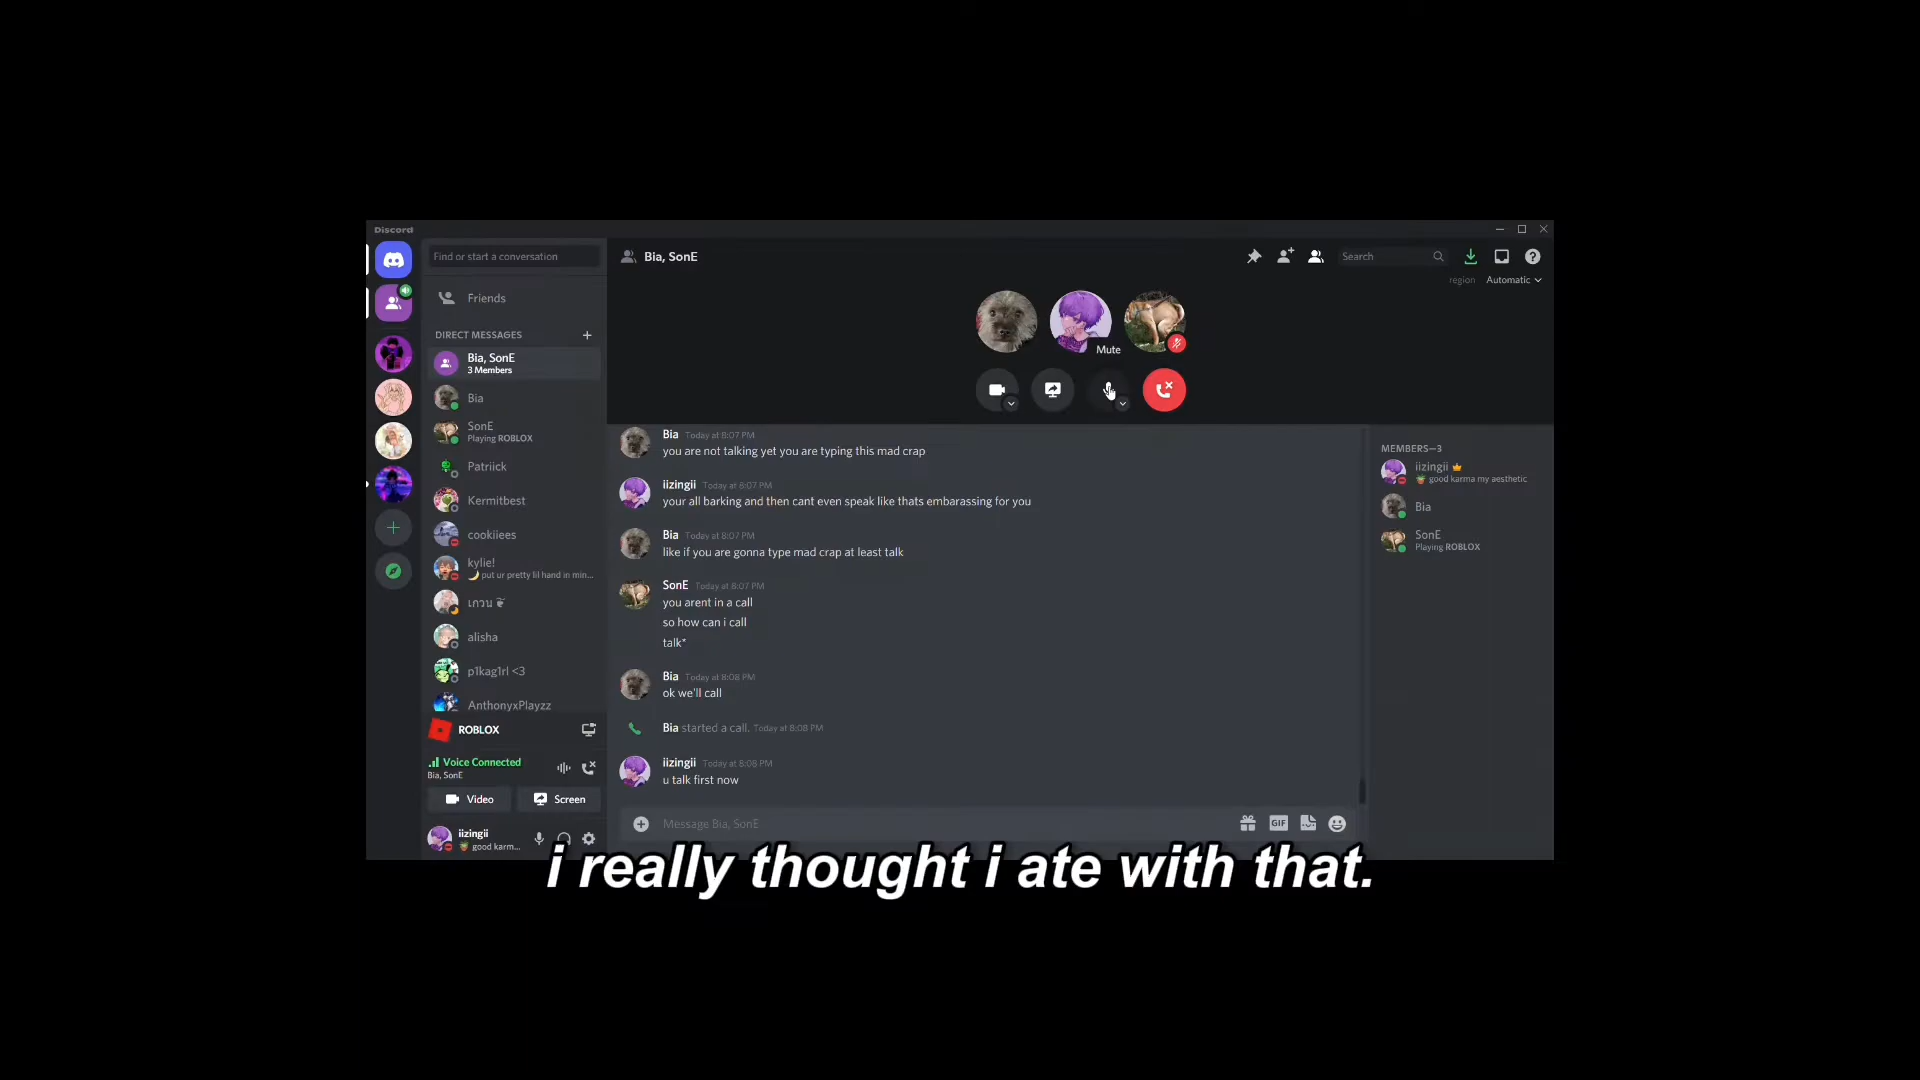 Discord
Find or start a conversation
Friends
DIRECT MESSAGES
Bia, SonE
3 Members
Bia
SonE
Playing ROBLOX
Patriick
Kermitbest
cookiiees
kylie!
🌙 put ur pretty lil hand in min...
alisha
p1kag1rl <3
AnthonyxPlayzz
ROBLOX
Voice Connected
Bia, SonE
Video
Screen
iizingii
good karm...
Bia, SonE
Search
region
Automatic
Mute
Bia Today at 8:07 PM
you are not talking yet you are typing this mad crap
iizingii Today at 8:07 PM
your all barking and then cant even speak like thats embarassing for you
Bia Today at 8:07 PM
like if you are gonna type mad crap at least talk
SonE Today at 8:07 PM
you arent in a call
so how can i call
talk*
Bia Today at 8:08 PM
ok we'll call
Bia started a call. Today at 8:08 PM
iizingii Today at 8:08 PM
u talk first now
Message Bia, SonE
GIF
MEMBERS—3
iizingii
good karma my aesthetic
Bia
SonE
Playing ROBLOX
i really thought i ate with that.